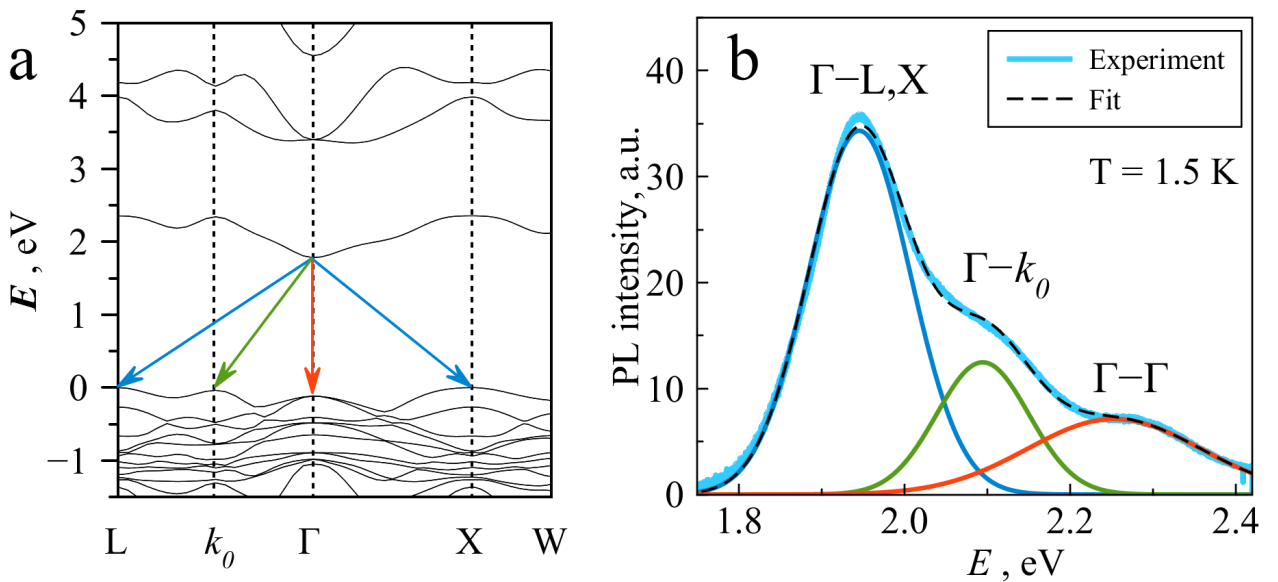 a
E , eV
5
4
3
2
1
0
−1
L k₀ Γ X W
b
PL intensity, a.u.
40
30
20
10
0
Γ−L,X
Γ−k₀
Γ−Γ
Experiment
Fit
T = 1.5 K
1.8 2.0 2.2 2.4
E , eV